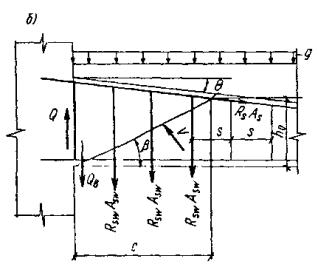 б)
g
θ
Q
R_s A_s
h_0
s s
β
Q_B
R_sw A_sw
R_sw A_sw
R_sw A_sw
c